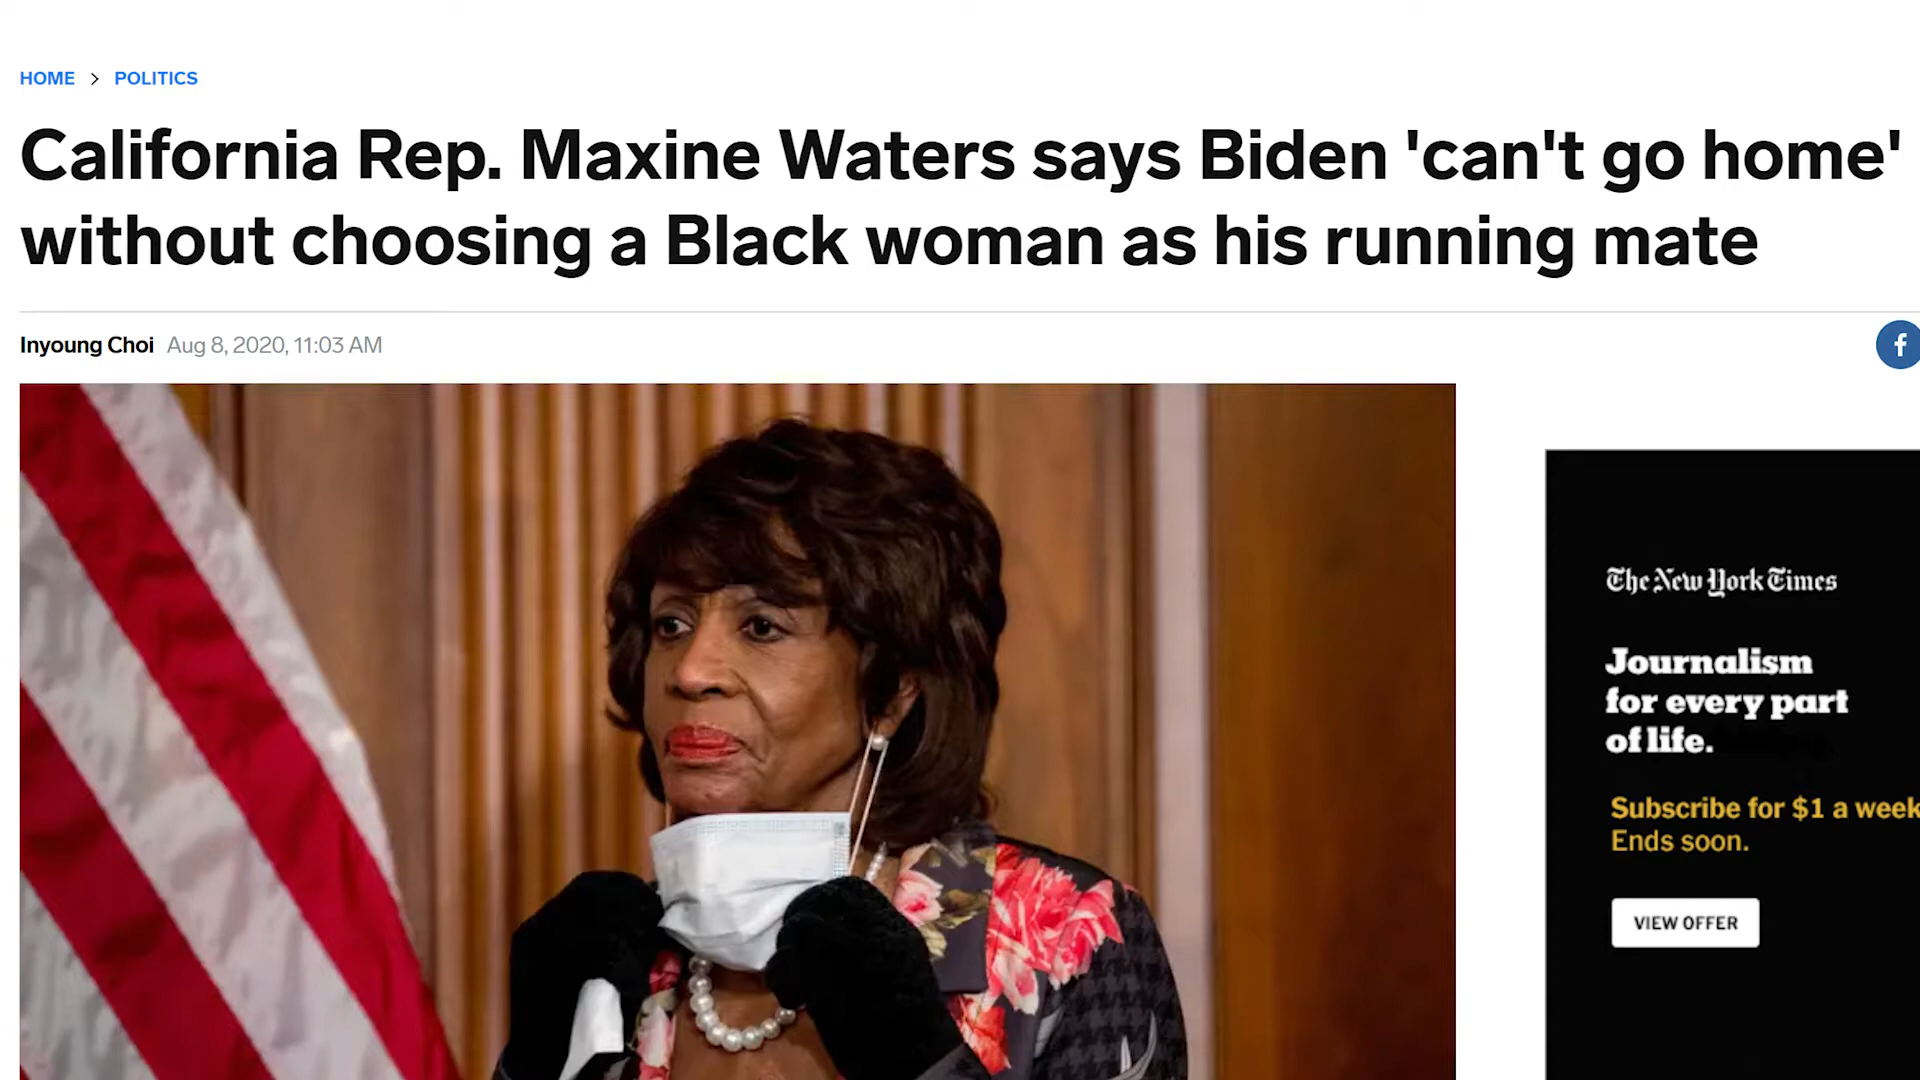 HOME > POLITICS
California Rep. Maxine Waters says Biden 'can't go home'
without choosing a Black woman as his running mate
Inyoung Choi Aug 8, 2020, 11:03 AM
f
The New York Times
Journalism
for every part
of life.
Subscribe for $1 a week
Ends soon.
VIEW OFFER